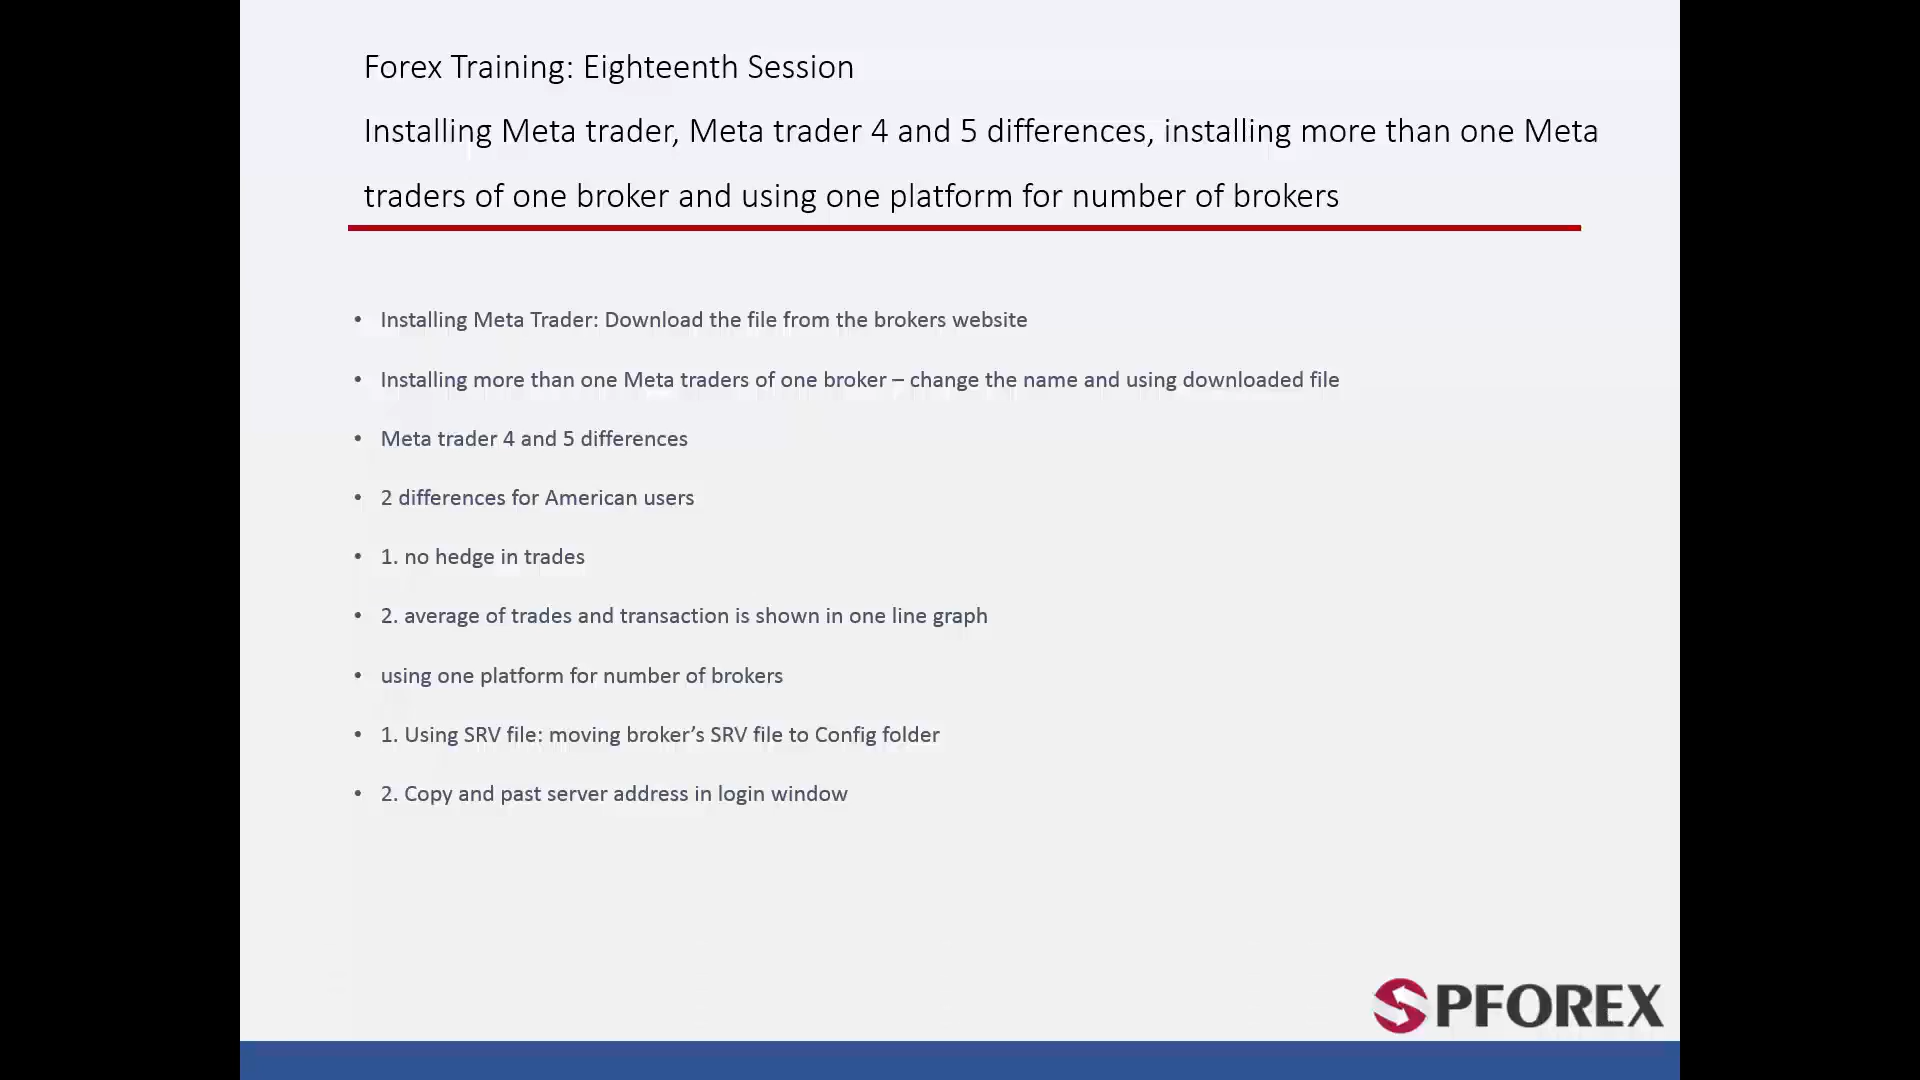 Forex Training: Eighteenth Session
Installing Meta trader, Meta trader 4 and 5 differences, installing more than one Meta
traders of one broker and using one platform for number of brokers
• Installing Meta Trader: Download the file from the brokers website
• Installing more than one Meta traders of one broker – change the name and using downloaded file
• Meta trader 4 and 5 differences
• 2 differences for American users
• 1. no hedge in trades
• 2. average of trades and transaction is shown in one line graph
• using one platform for number of brokers
• 1. Using SRV file: moving broker’s SRV file to Config folder
• 2. Copy and past server address in login window
SPFOREX